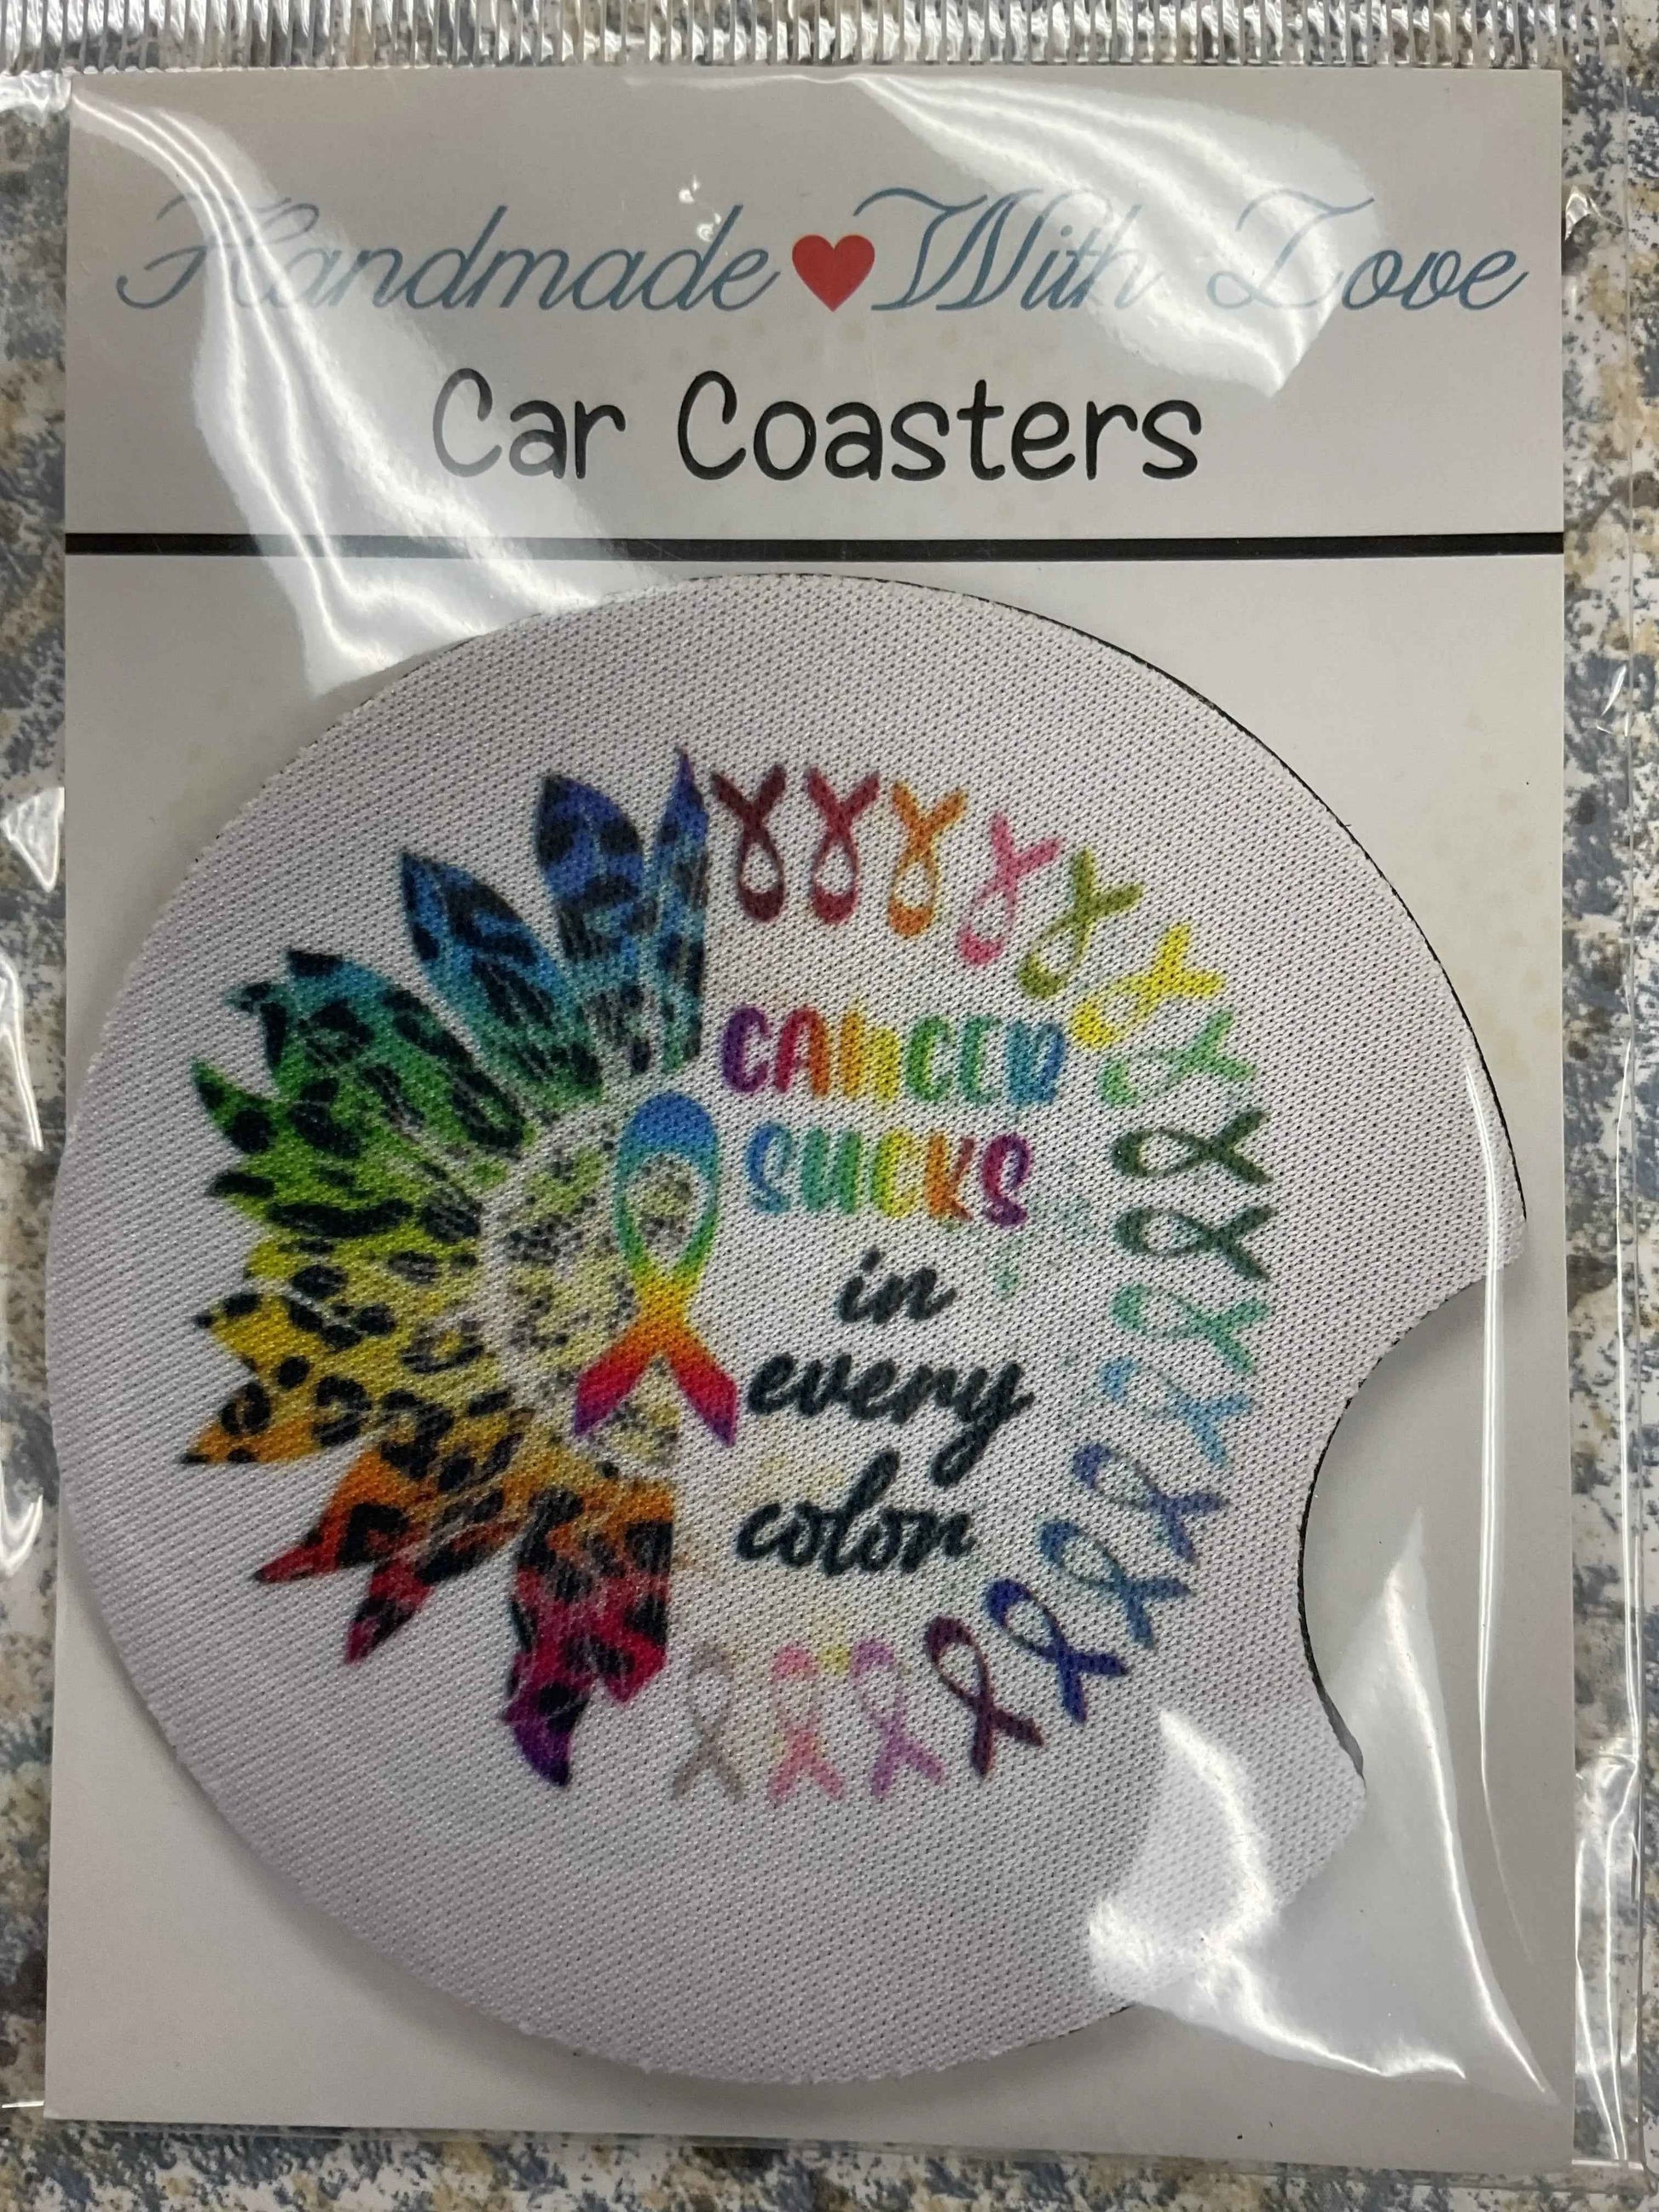 Handmade ♥ With Love
Car Coasters
CANCER
SUCKS
in
every
color